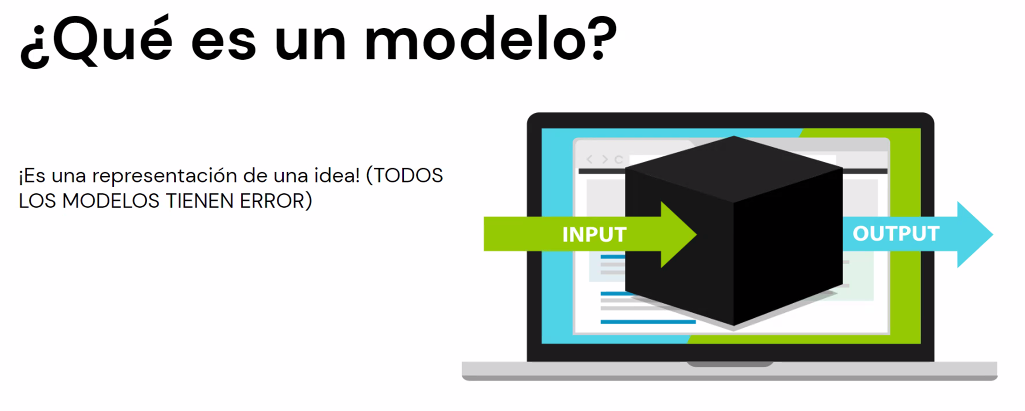 ¿Qué es un modelo?
¡Es una representación de una idea! (TODOS
LOS MODELOS TIENEN ERROR)
INPUT
OUTPUT